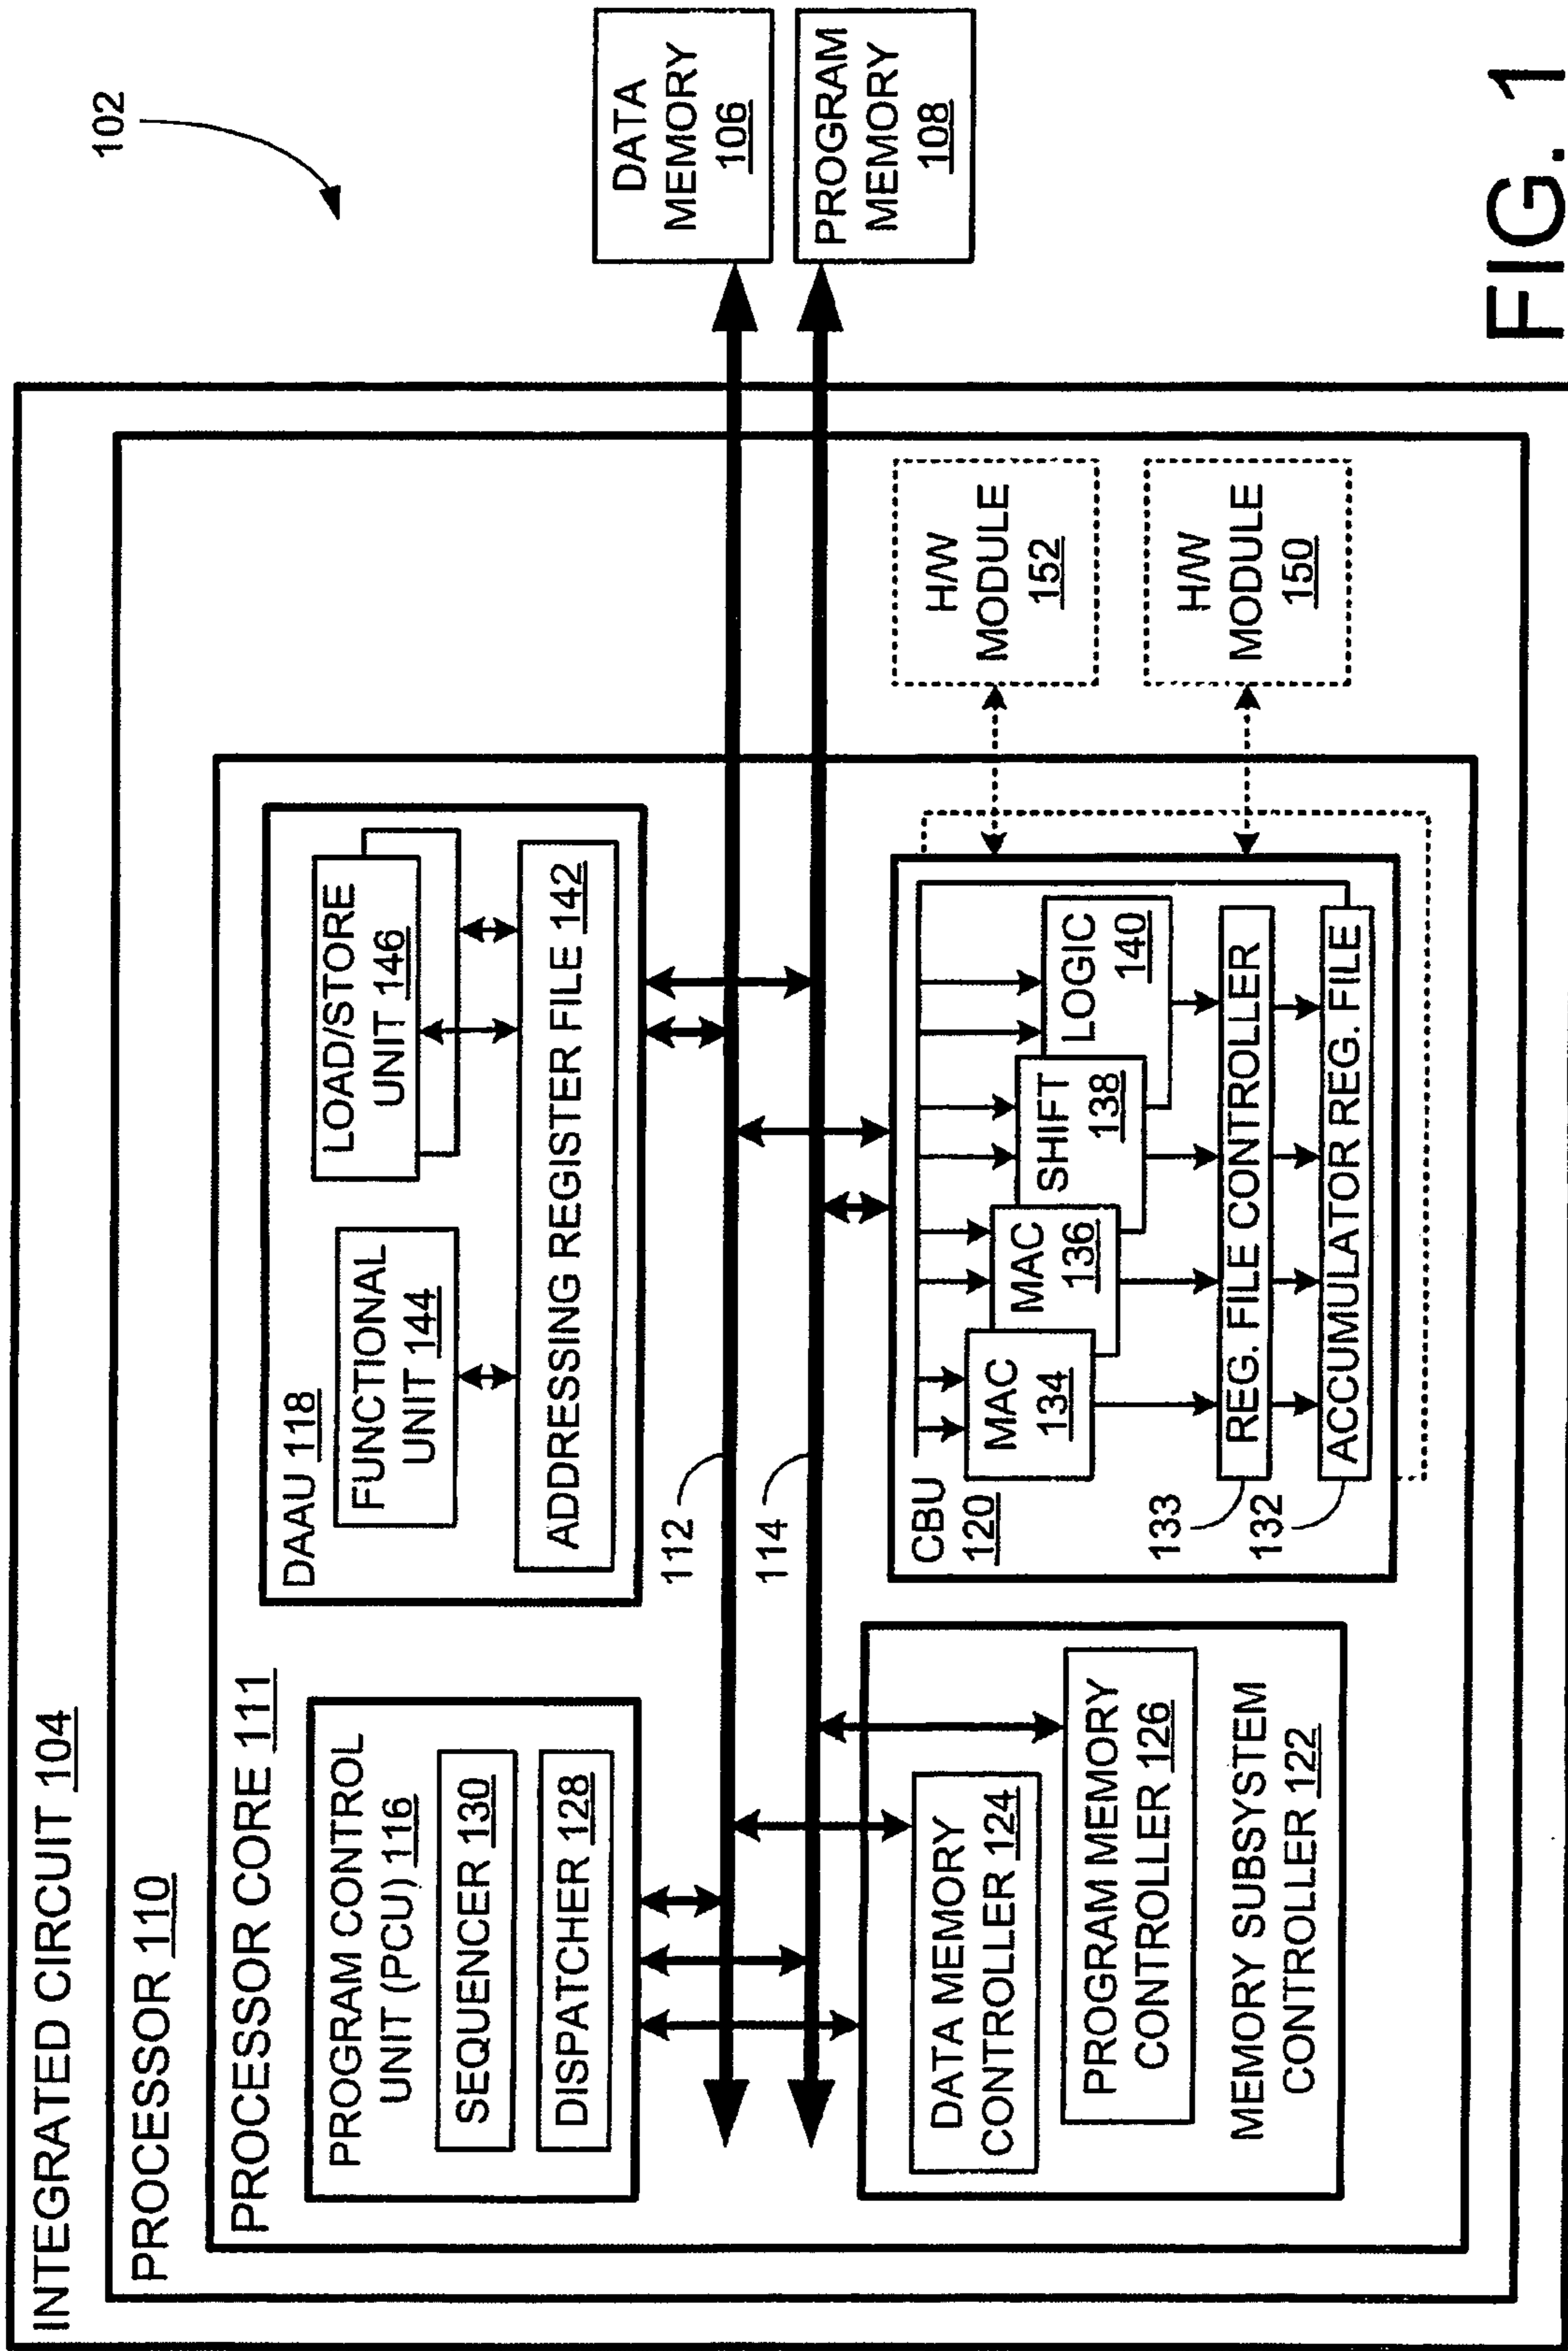 102
INTEGRATED CIRCUIT 104
PROCESSOR 110
PROCESSOR CORE 111
PROGRAM CONTROL
UNIT (PCU) 116
SEQUENCER 130
DISPATCHER 128
DAAU 118
FUNCTIONAL
UNIT 144
LOAD/STORE
UNIT 146
ADDRESSING REGISTER FILE 142
112
114
DATA
MEMORY
106
PROGRAM
MEMORY
108
DATA MEMORY
CONTROLLER 124
PROGRAM MEMORY
CONTROLLER 126
MEMORY SUBSYSTEM
CONTROLLER 122
CBU
120
MAC
134
MAC
136
SHIFT
138
LOGIC
140
133
REG. FILE CONTROLLER
132
ACCUMULATOR REG. FILE
H/W
MODULE
152
H/W
MODULE
150
FIG. 1